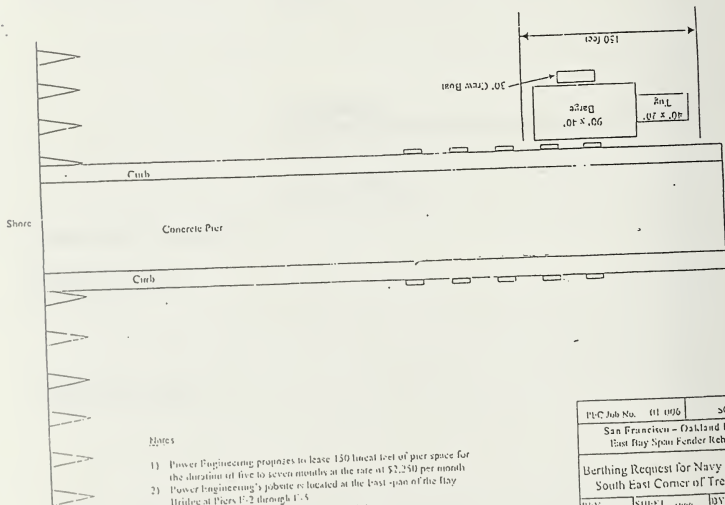 150 feet
30' Crew Boat
90' x 40'
Barge
40' x 20'
Tug
Curb
Shore
Concrete Pier
Curb
Notes
1) Power Engineering proposes to lease 150 lineal feet of pier space for
the duration of five to seven months at the rate of $2,250 per month
2) Power Engineering's jobsite is located at the East span of the Bay
Bridge at Piers E-2 through E-5
PEC Job No. 01-006
San Francisco - Oakland
East Bay Span Fender Reh
Berthing Request for Navy
South East Corner of Tre
SHEET
BY